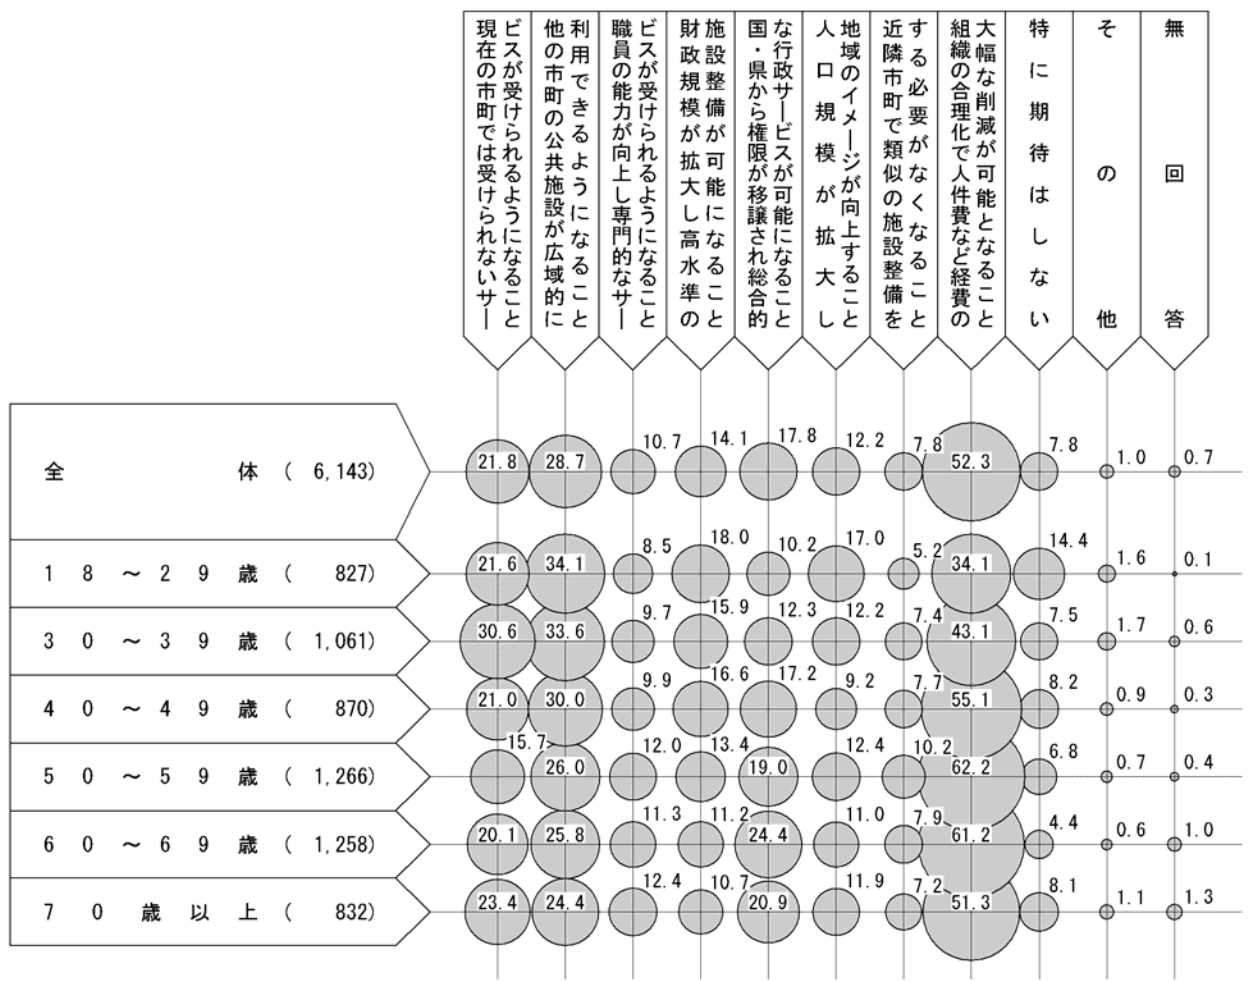 現在の市町では受けられないサー
ビスが受けられるようになること
他の市町の公共施設が広域的に
利用できるようになること
職員の能力が向上し専門的なサー
ビスが受けられるようになること
財政規模が拡大し高水準の
施設整備が可能になること
国・県から権限が移譲され総合的
な行政サービスが可能になること
人口規模が拡大し
地域のイメージが向上すること
近隣市町で類似の施設整備を
する必要がなくなること
組織の合理化で人件費など経費の
大幅な削減が可能となること
特に期待はしない
その他
無回答
全体(6,143)
21.8 28.7 10.7 14.1 17.8 12.2 7.8 52.3 7.8 1.0 0.7
18~29歳(827)
21.6 34.1 8.5 18.0 10.2 17.0 5.2 34.1 14.4 1.6 0.1
30~39歳(1,061)
30.6 33.6 9.7 15.9 12.3 12.2 7.4 43.1 7.5 1.7 0.6
40~49歳(870)
21.0 30.0 9.9 16.6 17.2 9.2 7.7 55.1 8.2 0.9 0.3
50~59歳(1,266)
15.7 26.0 12.0 13.4 19.0 12.4 10.2 62.2 6.8 0.7 0.4
60~69歳(1,258)
20.1 25.8 11.3 11.2 24.4 11.0 7.9 61.2 4.4 0.6 1.0
70歳以上(832)
23.4 24.4 12.4 10.7 20.9 11.9 7.2 51.3 8.1 1.1 1.3